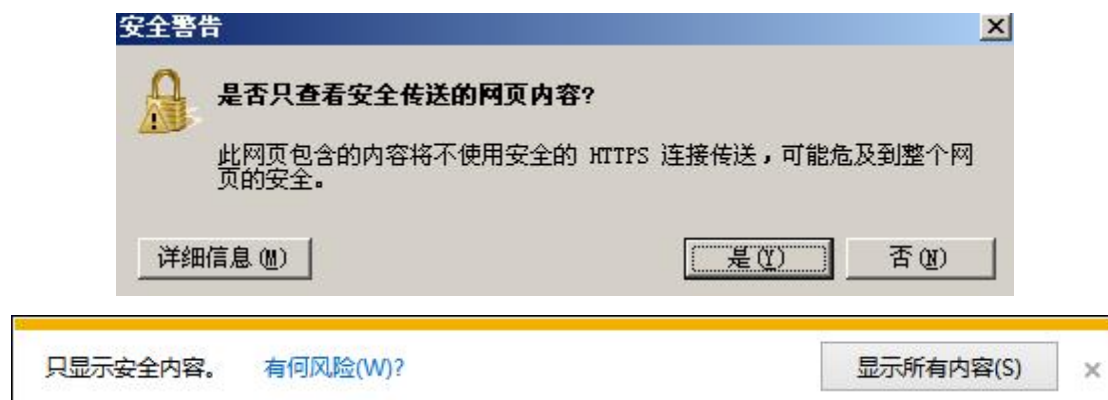 安全警告
是否只查看安全传送的网页内容?
此网页包含的内容将不使用安全的 HTTPS 连接传送，可能危及到整个网
页的安全。
详细信息(M) 是(Y) 否(N)
只显示安全内容。 有何风险(W)? 显示所有内容(S)